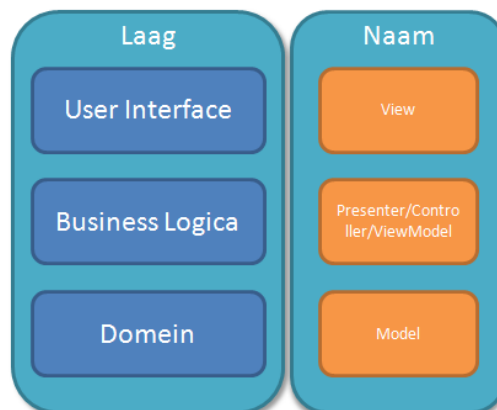 Laag
User Interface
Business Logica
Domein
Naam
View
Presenter/Contro
ller/ViewModel
Model